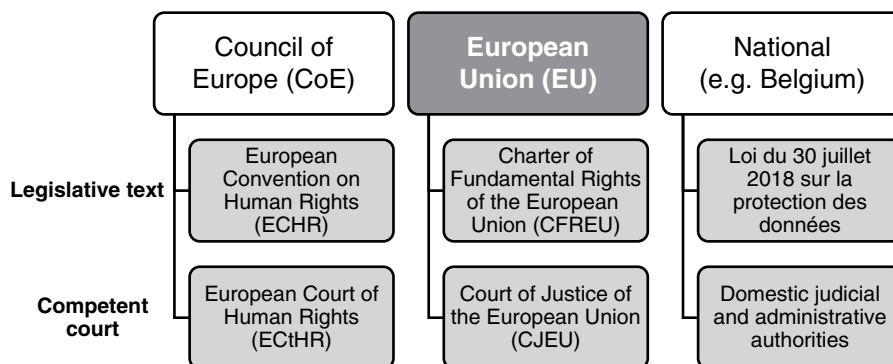 Council of
Europe (CoE)
European
Union (EU)
National
(e.g. Belgium)
Legislative text
European
Convention on
Human Rights
(ECHR)
Charter of
Fundamental Rights
of the European
Union (CFREU)
Loi du 30 juillet
2018 sur la
protection des
données
Competent
court
European Court of
Human Rights
(ECtHR)
Court of Justice of
the European Union
(CJEU)
Domestic judicial
and administrative
authorities